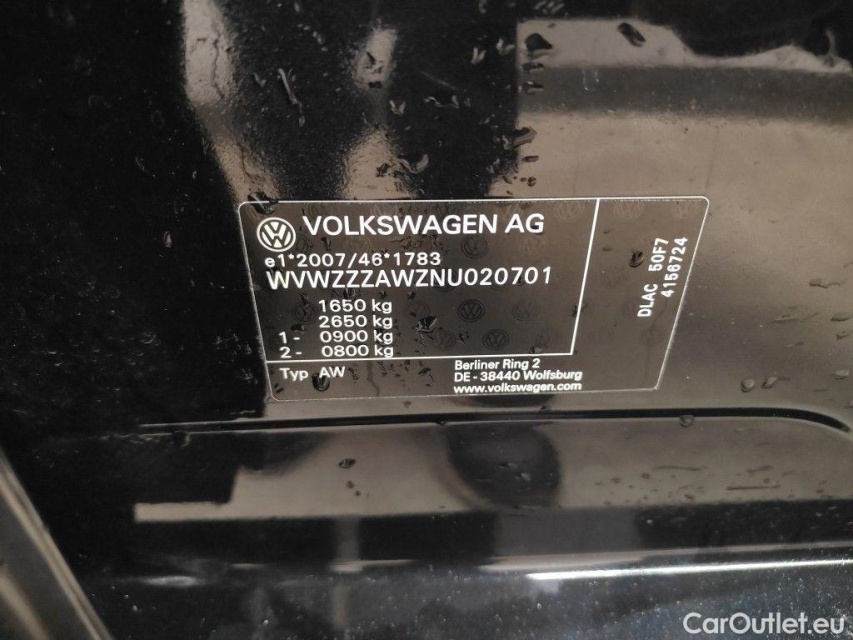 VOLKSWAGEN AG
e1*2007/46*1783
WVWZZZAWZNU020701
1650 kg
2650 kg
1 - 0900 kg
2 - 0800 kg
Typ AW
Berliner Ring 2
DE - 38440 Wolfsburg
www.volkswagen.com
DLAC 50F7
4156724
CarOutlet.eu